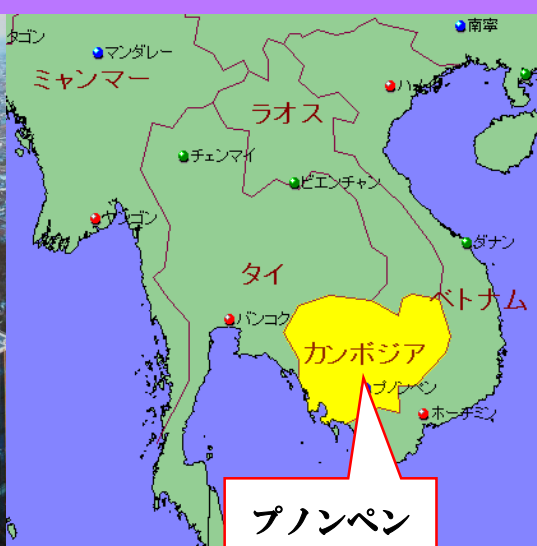 タゴン
南寧
マンダレー
ミャンマー
ハノイ
ラオス
チェンマイ
ビエンチャン
ヤンゴン
ダナン
タイ
ベトナム
バンコク
カンボジア
プノンペン
ホーチミン
プノンペン